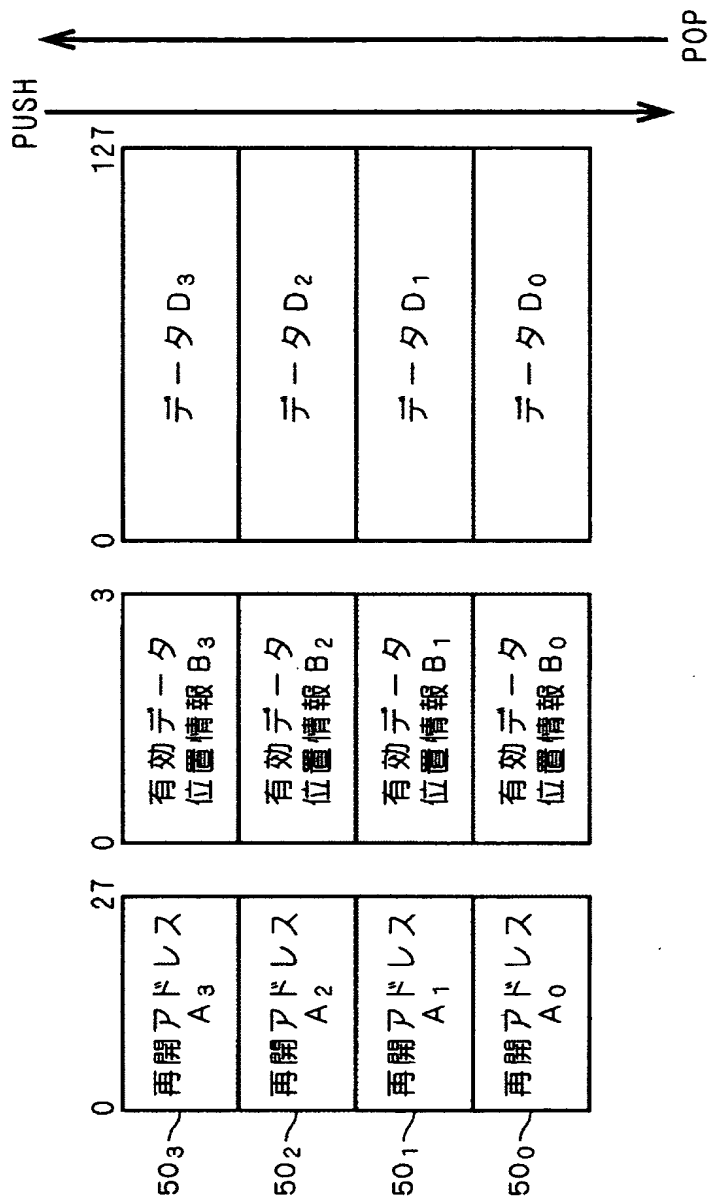 PUSH
0 27 0 3 0 127
50₃ 再開アドレス A₃ 有効データ 位置情報B₃ データD₃
50₂ 再開アドレス A₂ 有効データ 位置情報B₂ データD₂
50₁ 再開アドレス A₁ 有効データ 位置情報B₁ データD₁
50₀ 再開アドレス A₀ 有効データ 位置情報B₀ データD₀
POP